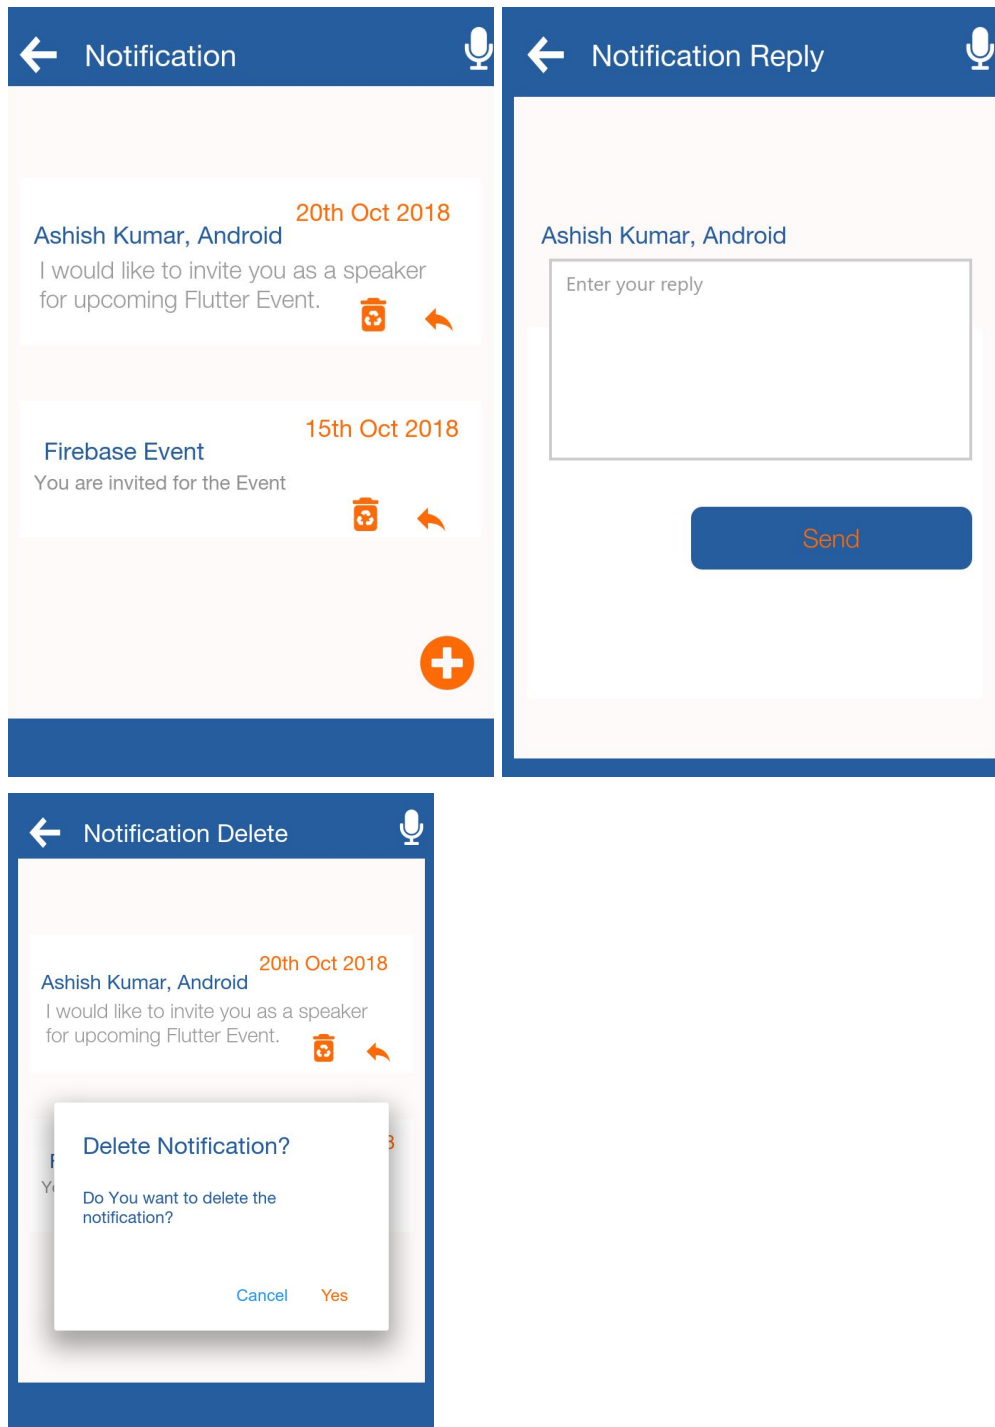 Notification
20th Oct 2018
Ashish Kumar, Android
I would like to invite you as a speaker
for upcoming Flutter Event.
15th Oct 2018
Firebase Event
You are invited for the Event
Notification Reply
Ashish Kumar, Android
Enter your reply
Send
Notification Delete
20th Oct 2018
Ashish Kumar, Android
I would like to invite you as a speaker
for upcoming Flutter Event.
Delete Notification?
Do You want to delete the
notification?
Cancel Yes